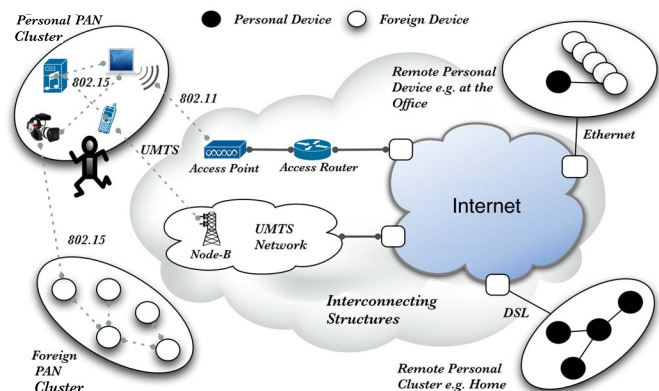 Personal PAN
Cluster
Personal Device
Foreign Device
802.15
802.11
UMTS
Access Point
Access Router
Remote Personal
Device e.g. at the
Office
Ethernet
Internet
UMTS
Network
Node-B
802.15
Interconnecting
Structures
DSL
Foreign
PAN
Cluster
Remote Personal
Cluster e.g. Home